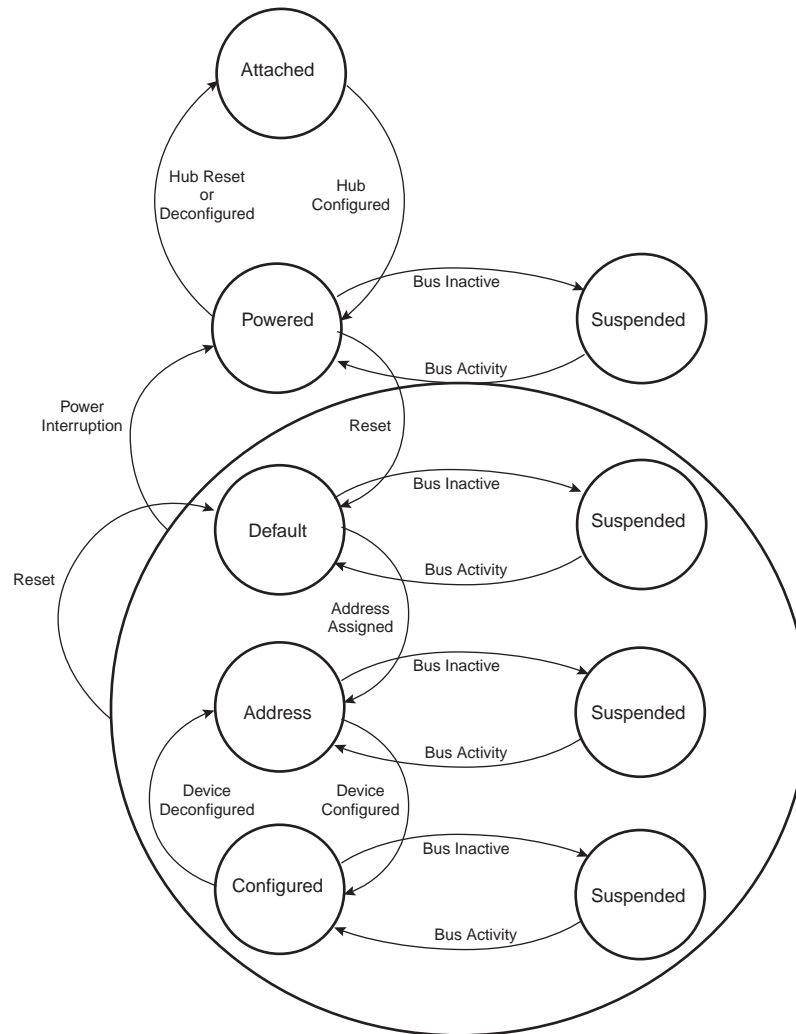 Attached
Hub Reset
or
Deconfigured
Hub
Configured
Powered
Bus Inactive
Suspended
Bus Activity
Power
Interruption
Reset
Default
Bus Inactive
Suspended
Bus Activity
Reset
Address
Assigned
Address
Bus Inactive
Suspended
Bus Activity
Device
Deconfigured
Device
Configured
Configured
Bus Inactive
Suspended
Bus Activity